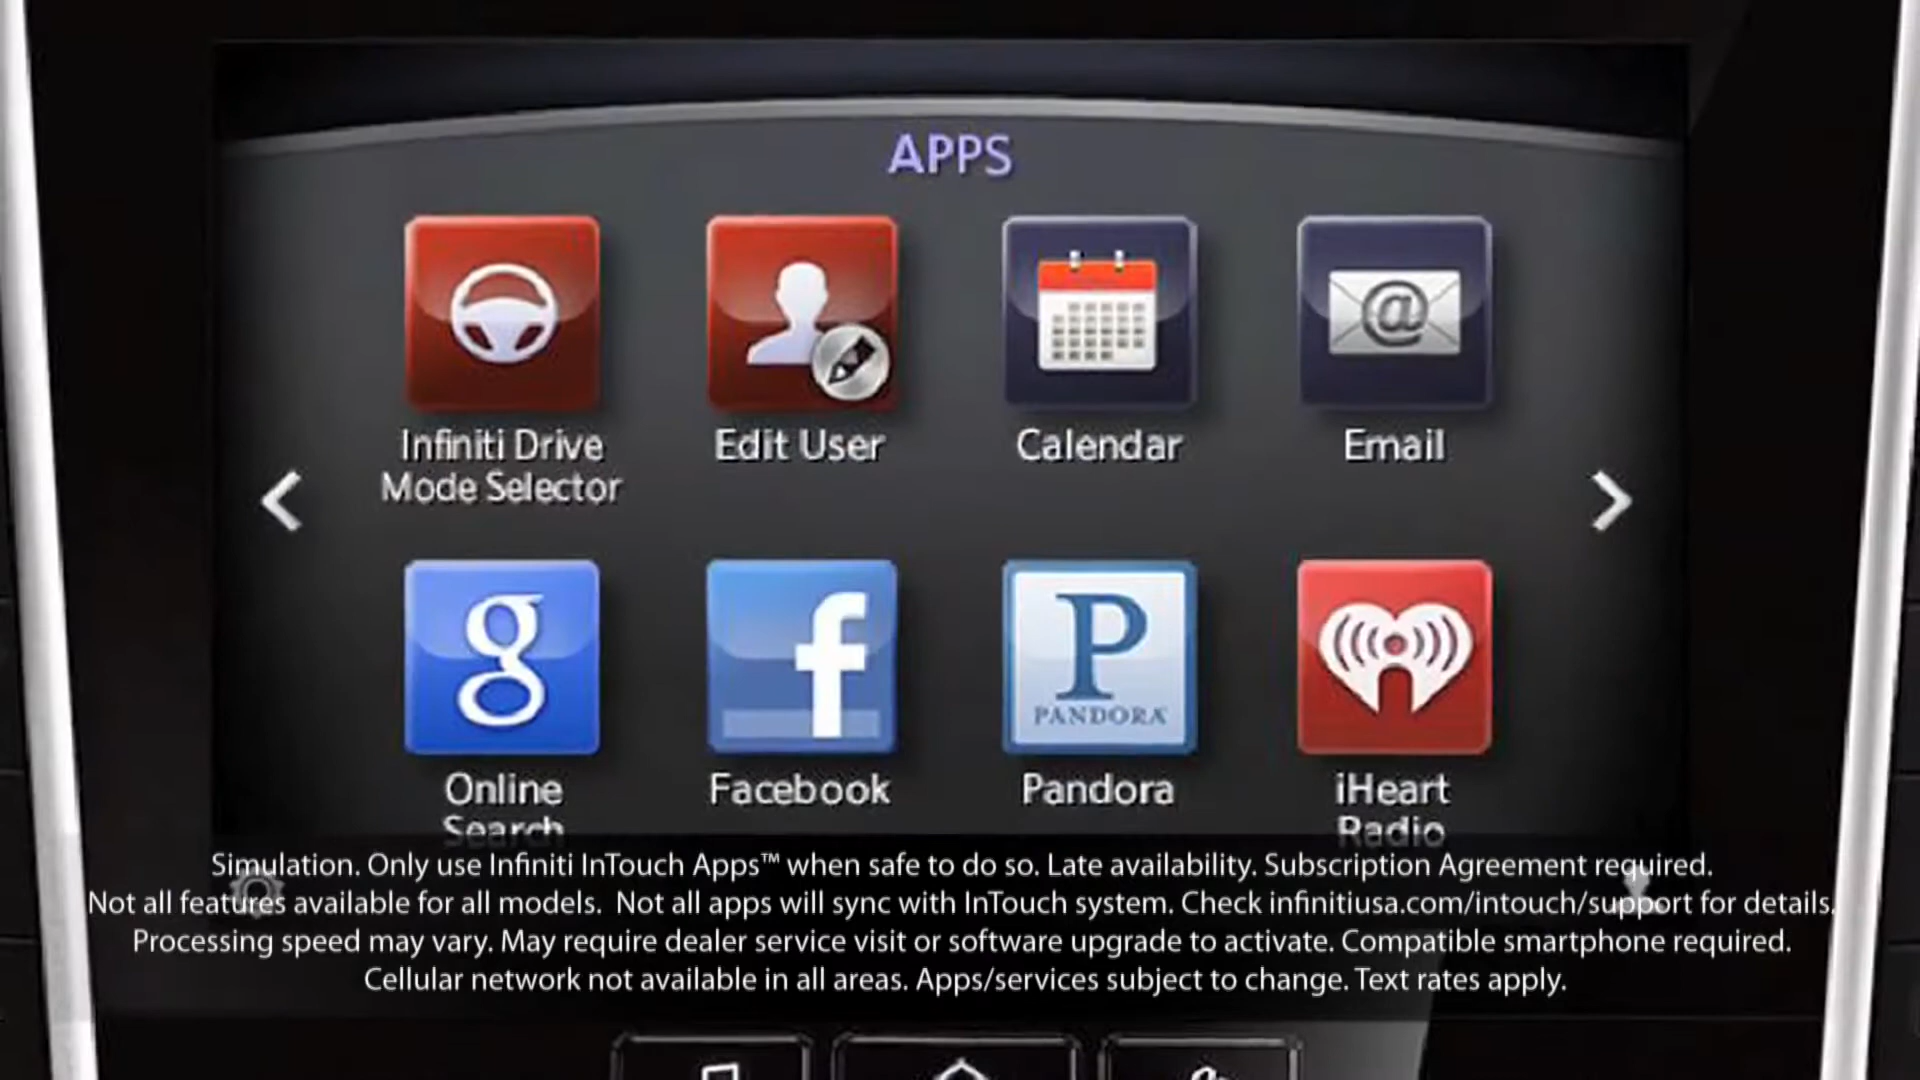 APPS
Infiniti Drive
Mode Selector
Edit User
Calendar
Email
PANDORA
Online
Search
Facebook
Pandora
iHeart
Radio
Simulation. Only use Infiniti InTouch Apps™ when safe to do so. Late availability. Subscription Agreement required.
Not all features available for all models. Not all apps will sync with InTouch system. Check infinitiusa.com/intouch/support for details.
Processing speed may vary. May require dealer service visit or software upgrade to activate. Compatible smartphone required.
Cellular network not available in all areas. Apps/services subject to change. Text rates apply.